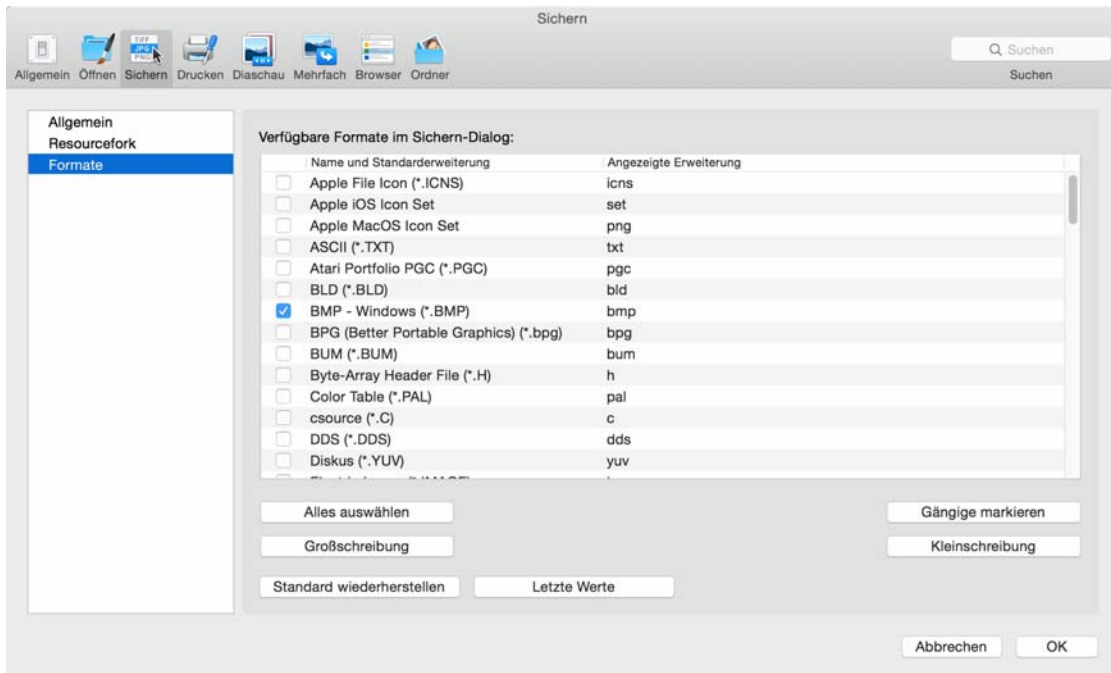 Sichern
TIFF
JPG
PNG
Allgemein Öffnen Sichern Drucken Diaschau Mehrfach Browser Ordner
Suchen
Suchen
Allgemein
Resourcefork
Formate
Verfügbare Formate im Sichern-Dialog:
Name und Standarderweiterung Angezeigte Erweiterung
Apple File Icon (*.ICNS) icns
Apple iOS Icon Set set
Apple MacOS Icon Set png
ASCII (*.TXT) txt
Atari Portfolio PGC (*.PGC) pgc
BLD (*.BLD) bld
BMP - Windows (*.BMP) bmp
BPG (Better Portable Graphics) (*.bpg) bpg
BUM (*.BUM) bum
Byte-Array Header File (*.H) h
Color Table (*.PAL) pal
csource (*.C) c
DDS (*.DDS) dds
Diskus (*.YUV) yuv
Alles auswählen Gängige markieren
Großschreibung Kleinschreibung
Standard wiederherstellen Letzte Werte
Abbrechen OK